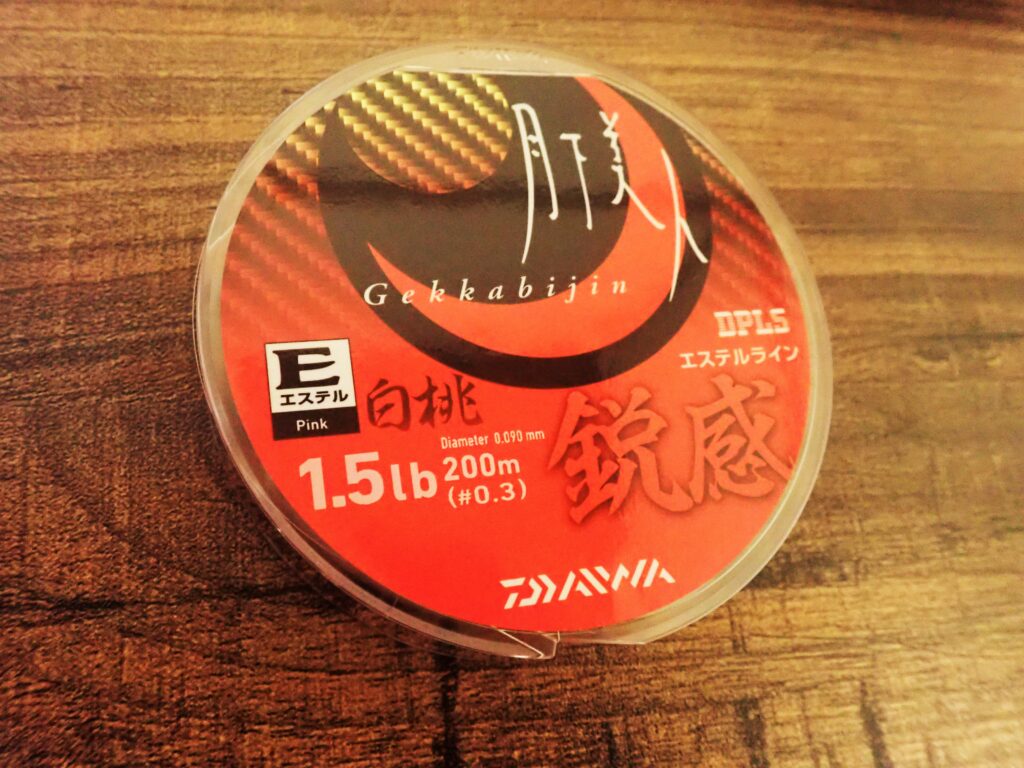 月下美人
Gekkabijin
DPLS
エステルライン
E
エステル
Pink
白桃
鋭感
Diameter 0.090 mm
1.5lb
200m
(#0.3)
DAIWA